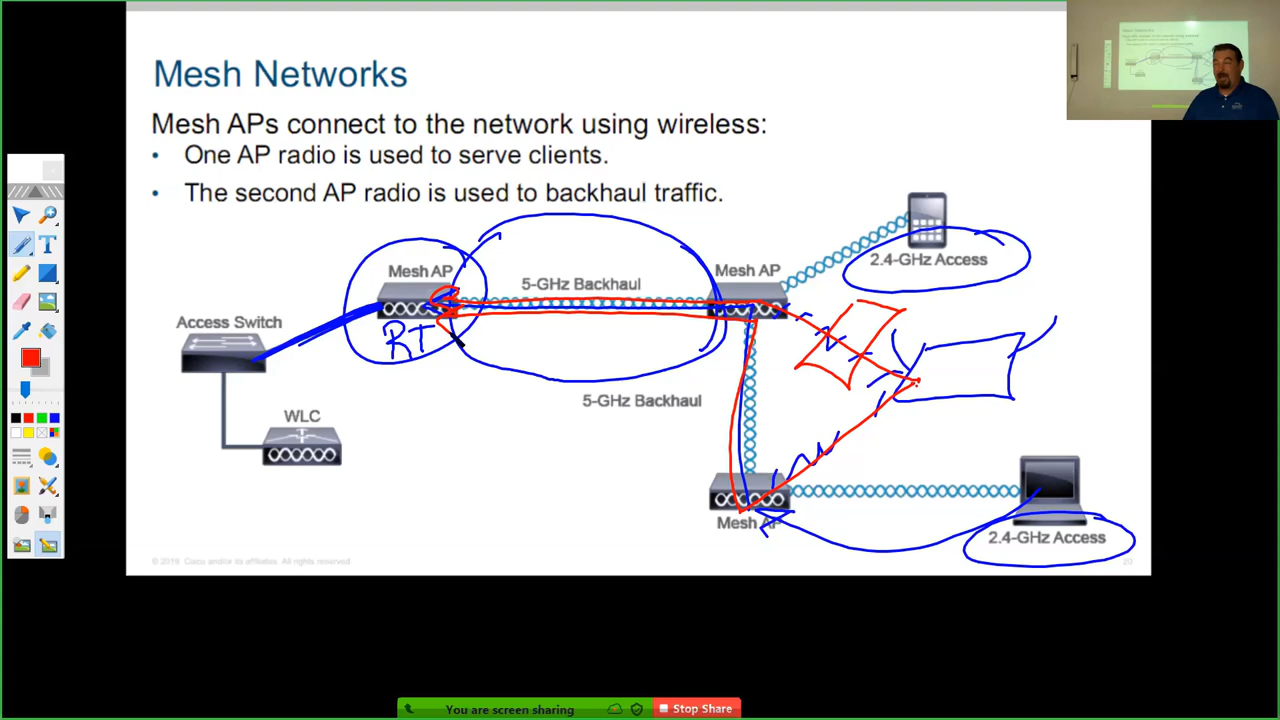 Mesh Networks
Mesh APs connect to the network using wireless:
• One AP radio is used to serve clients.
• The second AP radio is used to backhaul traffic.
2.4-GHz Access
Mesh AP
5-GHz Backhaul
Mesh AP
Access Switch
RT
5-GHz Backhaul
WLC
Mesh AP
2.4-GHz Access
© 2019 Cisco and/or its affiliates. All rights reserved.
T
You are screen sharing
Stop Share